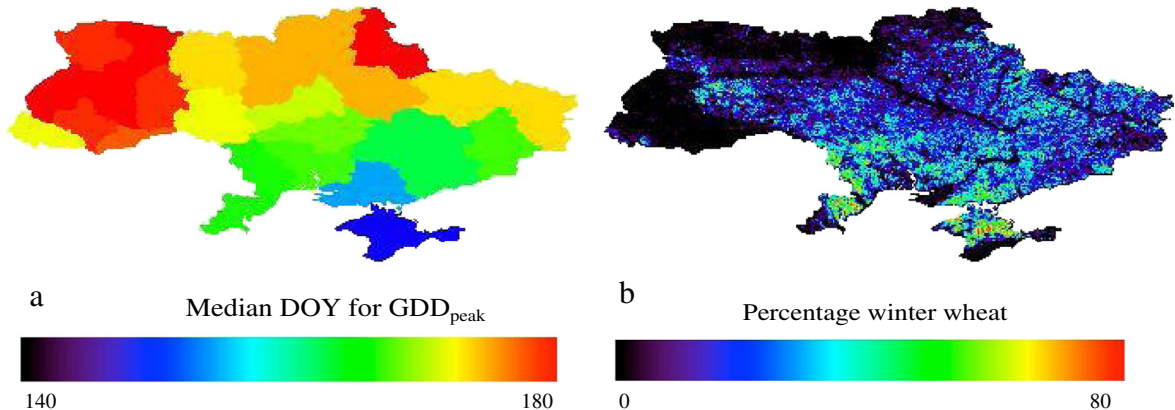 a
Median DOY for GDDpeak
140
180
b
Percentage winter wheat
0
80